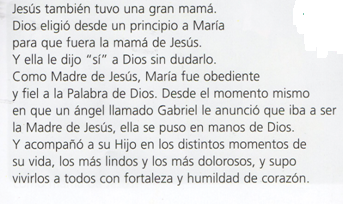 Jesús también tuvo una gran mamá.
Dios eligió desde un principio a María
para que fuera la mamá de Jesús.
Y ella le dijo “sí” a Dios sin dudarlo.
Como Madre de Jesús, María fue obediente
y fiel a la Palabra de Dios. Desde el momento mismo
en que un ángel llamado Gabriel le anunció que iba a ser
la Madre de Jesús, ella se puso en manos de Dios.
Y acompañó a su Hijo en los distintos momentos de
su vida, los más lindos y los más dolorosos, y supo
vivirlos a todos con fortaleza y humildad de corazón.